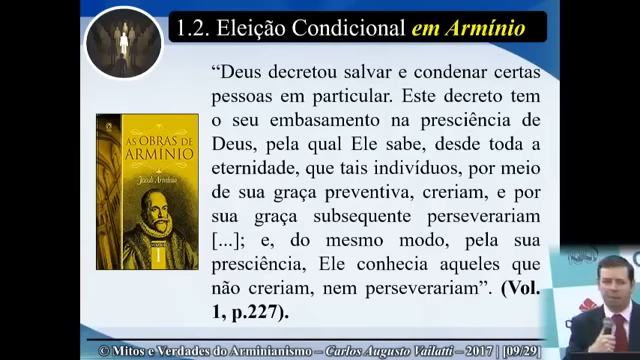 1.2. Eleição Condicional em Armínio
“Deus decretou salvar e condenar certas
pessoas em particular. Este decreto tem
o seu embasamento na presciência de
Deus, pela qual Ele sabe, desde toda a
eternidade, que tais indivíduos, por meio
de sua graça preventiva, creriam, e por
sua graça subsequente perseverariam
[...]; e, do mesmo modo, pela sua
presciência, Ele conhecia aqueles que
não creriam, nem perseverariam”. (Vol.
1, p.227).
AS OBRAS DE
ARMÍNIO
Jacó Armínio
1
© Mitos e Verdades do Arminianismo – Carlos Augusto Vailatti – 2017 | [09/29]